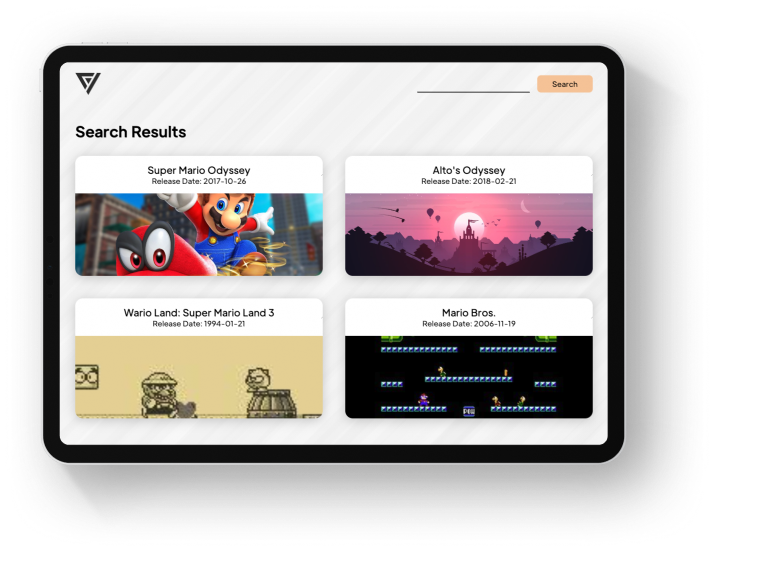 Search
Search Results
Super Mario Odyssey
Release Date: 2017-10-26
Alto's Odyssey
Release Date: 2018-02-21
Wario Land: Super Mario Land 3
Release Date: 1994-01-21
Mario Bros.
Release Date: 2006-11-19
POW